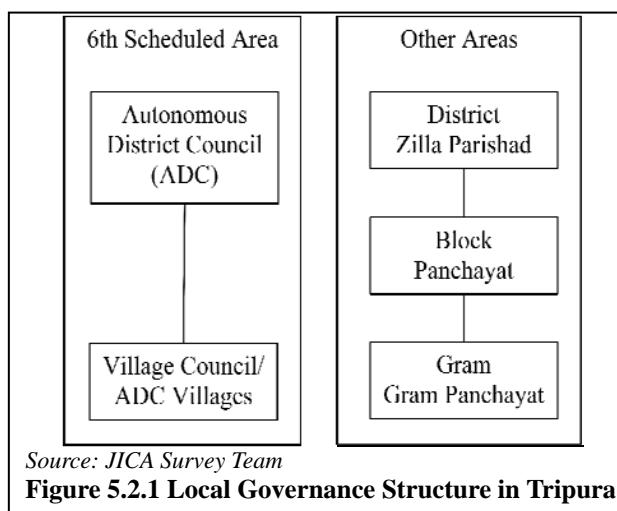 6th Scheduled Area
Autonomous
District Council
(ADC)
Village Council/
ADC Villages
Other Areas
District
Zilla Parishad
Block
Panchayat
Gram
Gram Panchayat
Source: JICA Survey Team
Figure 5.2.1 Local Governance Structure in Tripura